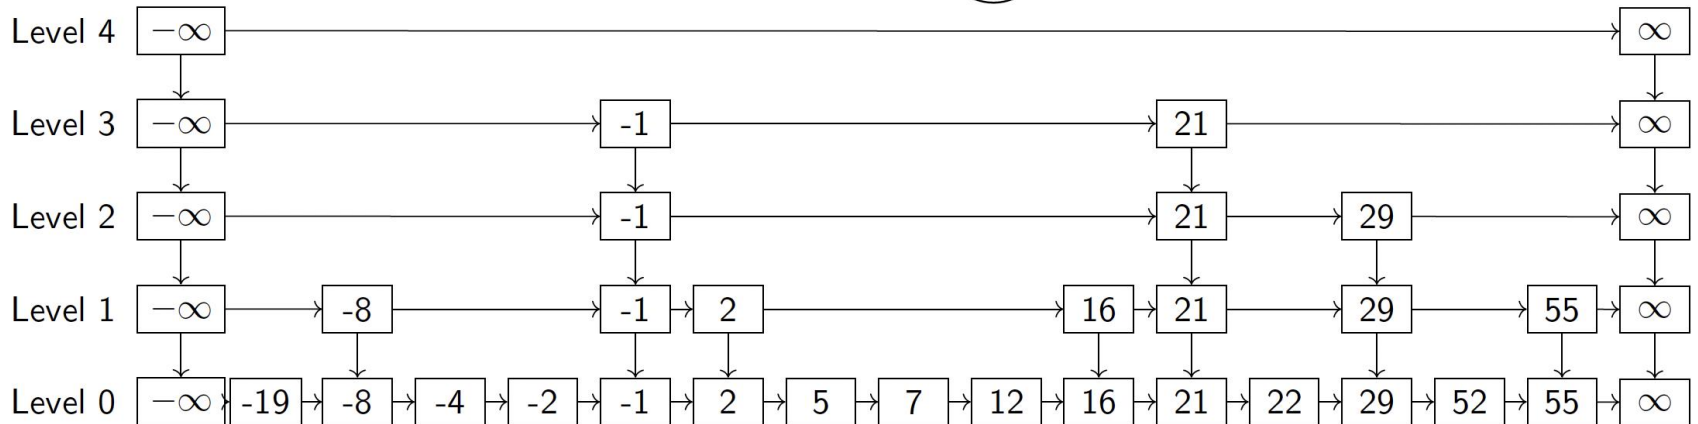 Level 4 −∞ ∞
Level 3 −∞ -1 21 ∞
Level 2 −∞ -1 21 29 ∞
Level 1 −∞ -8 -1 2 16 21 29 55 ∞
Level 0 −∞ -19 -8 -4 -2 -1 2 5 7 12 16 21 22 29 52 55 ∞